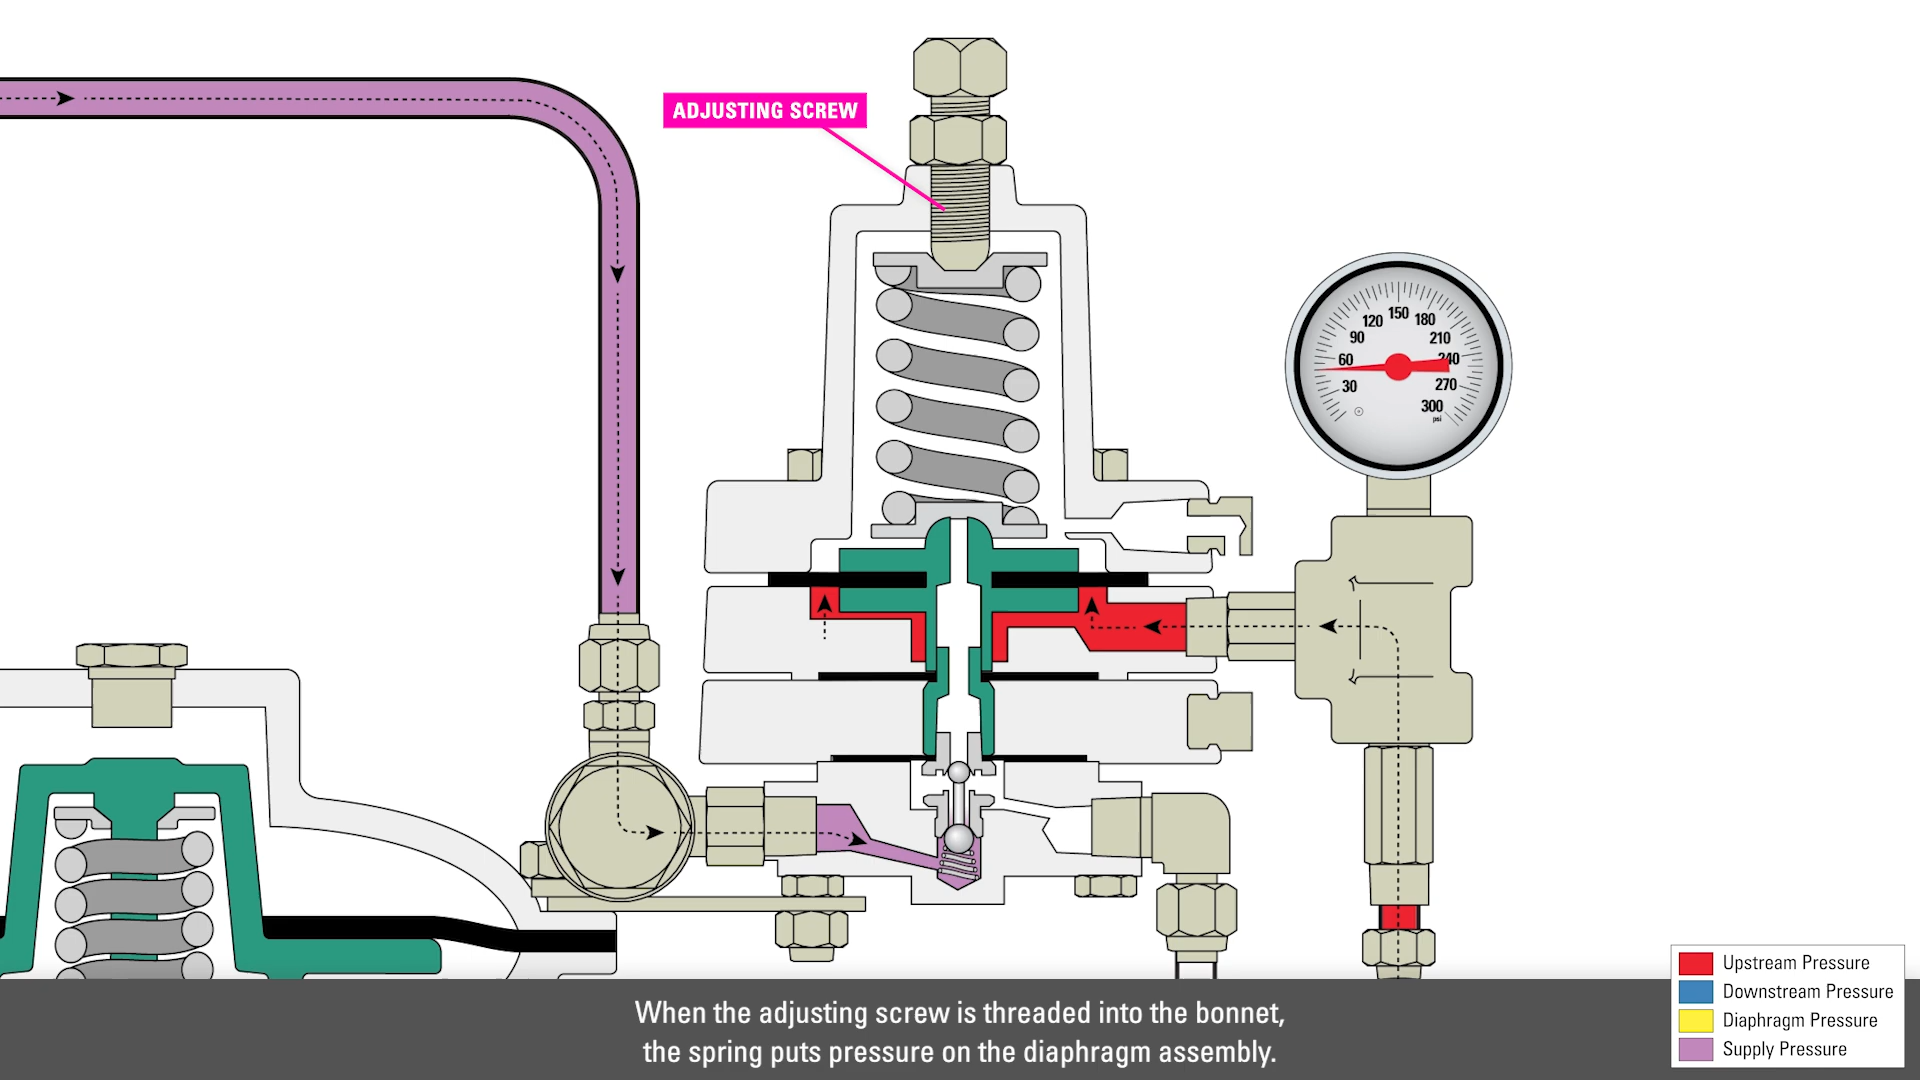 ADJUSTING SCREW
150
120
180
90
210
60
240
30
270
300
psi
Upstream Pressure
Downstream Pressure
Diaphragm Pressure
Supply Pressure
When the adjusting screw is threaded into the bonnet,
the spring puts pressure on the diaphragm assembly.